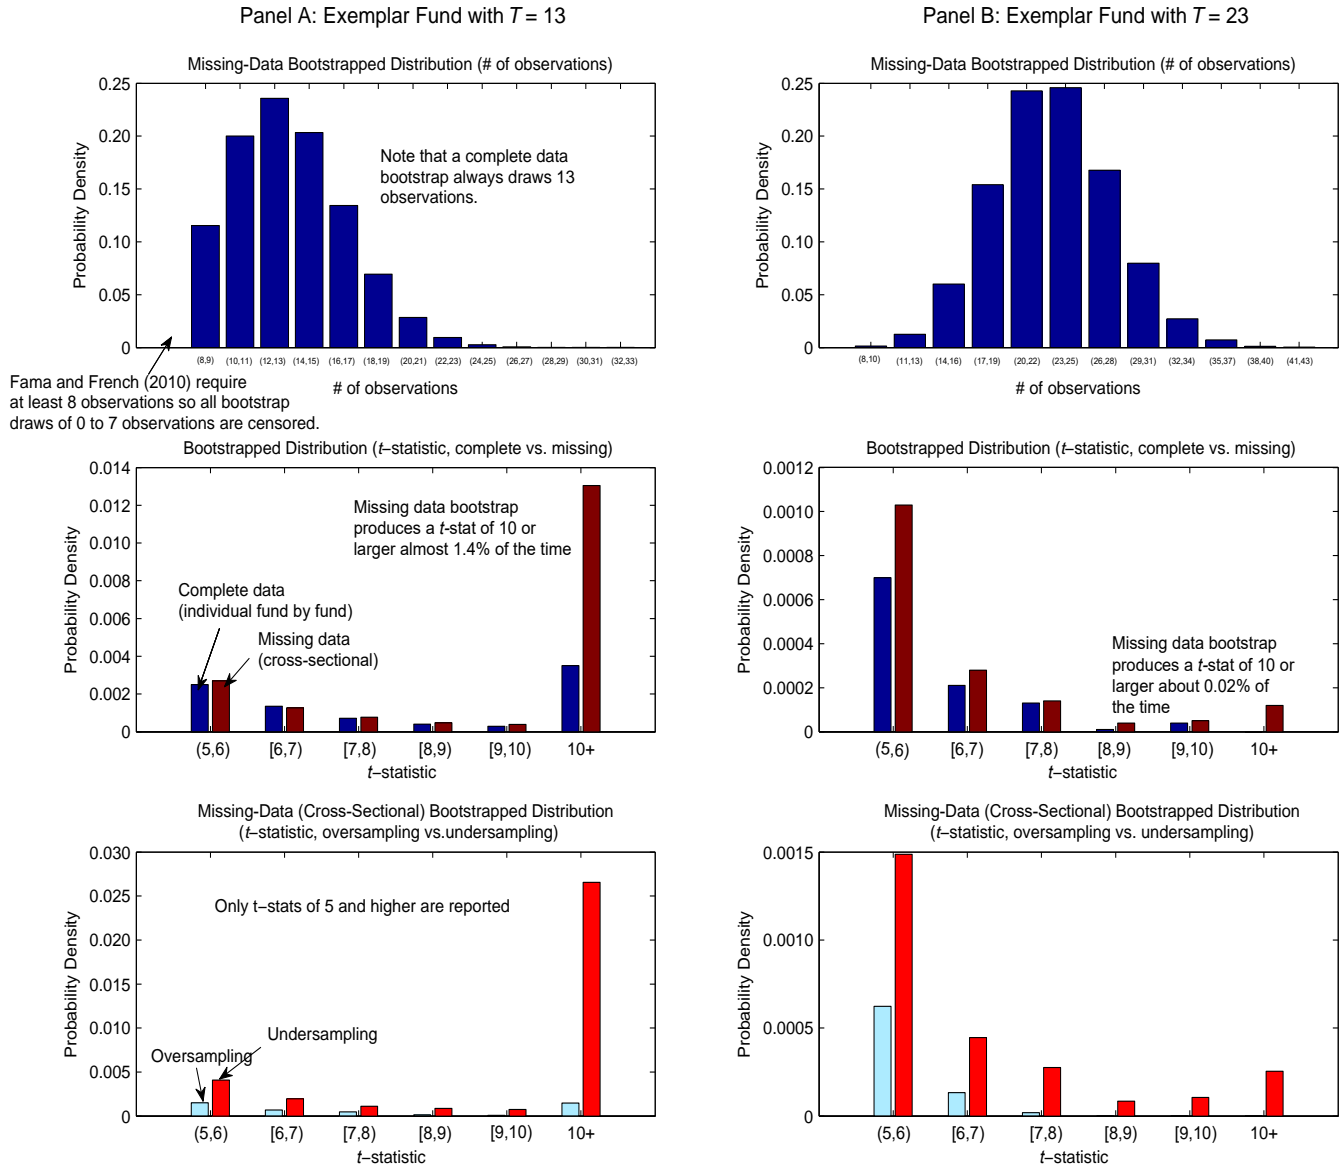 Panel A: Exemplar Fund with T = 13
Missing-Data Bootstrapped Distribution (# of observations)
0.25
0.20
0.15
0.10
0.05
0
Probability Density
Note that a complete data
bootstrap always draws 13
observations.
(8,9) (10,11) (12,13) (14,15) (16,17) (18,19) (20,21) (22,23) (24,25) (26,27) (28,29) (30,31) (32,33)
# of observations
Fama and French (2010) require
at least 8 observations so all bootstrap
draws of 0 to 7 observations are censored.
Bootstrapped Distribution (t–statistic, complete vs. missing)
0.014
0.012
0.010
0.008
0.006
0.004
0.002
0
Probability Density
Missing data bootstrap
produces a t-stat of 10 or
larger almost 1.4% of the time
Complete data
(individual fund by fund)
Missing data
(cross-sectional)
(5,6) [6,7) [7,8) [8,9) [9,10) 10+
t–statistic
Missing-Data (Cross-Sectional) Bootstrapped Distribution
(t–statistic, oversampling vs.undersampling)
0.030
0.025
0.020
0.015
0.010
0.005
0
Probability Density
Only t–stats of 5 and higher are reported
Undersampling
Oversampling
(5,6) [6,7) [7,8) [8,9) [9,10) 10+
t–statistic
Panel B: Exemplar Fund with T = 23
Missing-Data Bootstrapped Distribution (# of observations)
0.25
0.20
0.15
0.10
0.05
0
Probability Density
(8,10) (11,13) (14,16) (17,19) (20,22) (23,25) (26,28) (29,31) (32,34) (35,37) (38,40) (41,43)
# of observations
Bootstrapped Distribution (t–statistic, complete vs. missing)
0.0012
0.0010
0.0008
0.0006
0.0004
0.0002
0
Probability Density
Missing data bootstrap
produces a t-stat of 10 or
larger about 0.02% of
the time
(5,6) [6,7) [7,8) [8,9) [9,10) 10+
t–statistic
Missing-Data (Cross-Sectional) Bootstrapped Distribution
(t–statistic, oversampling vs. undersampling)
0.0015
0.0010
0.0005
0
Probability Density
(5,6) [6,7) [7,8) [8,9) [9,10) 10+
t–statistic